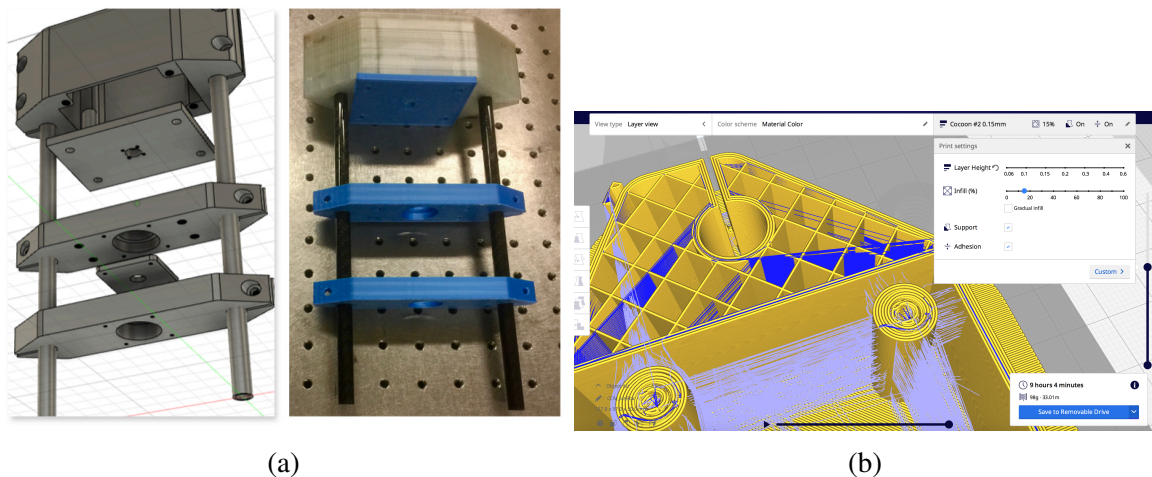 View type Layer view
Color scheme Material Color
Cocoon #2 0.15mm 15% On On
Print settings
Layer Height
0.06 0.1 0.15 0.2 0.3 0.4 0.6
Infill (%)
0 20 40 60 80 100
Gradual infill
Support
Adhesion
Custom
9 hours 4 minutes
98g · 33.01m
Save to Removable Drive
(a)
(b)